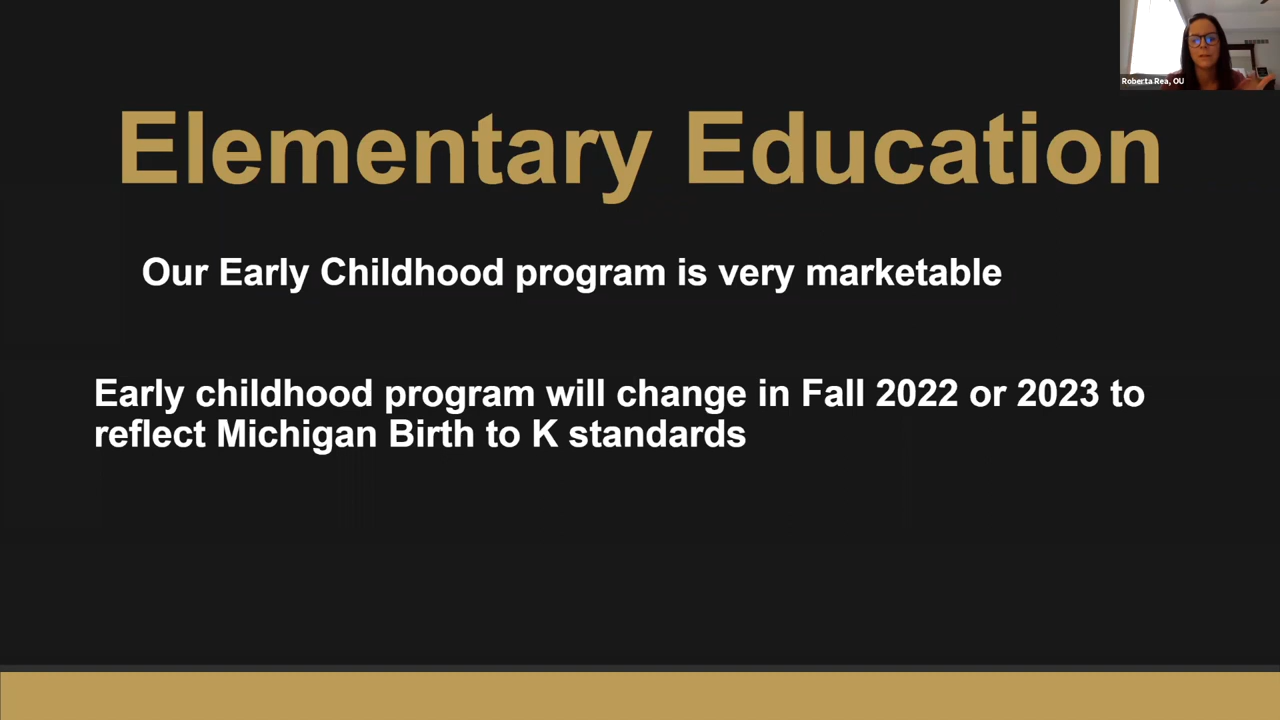 Roberta Rea, OU
Elementary Education
Our Early Childhood program is very marketable
Early childhood program will change in Fall 2022 or 2023 to
reflect Michigan Birth to K standards